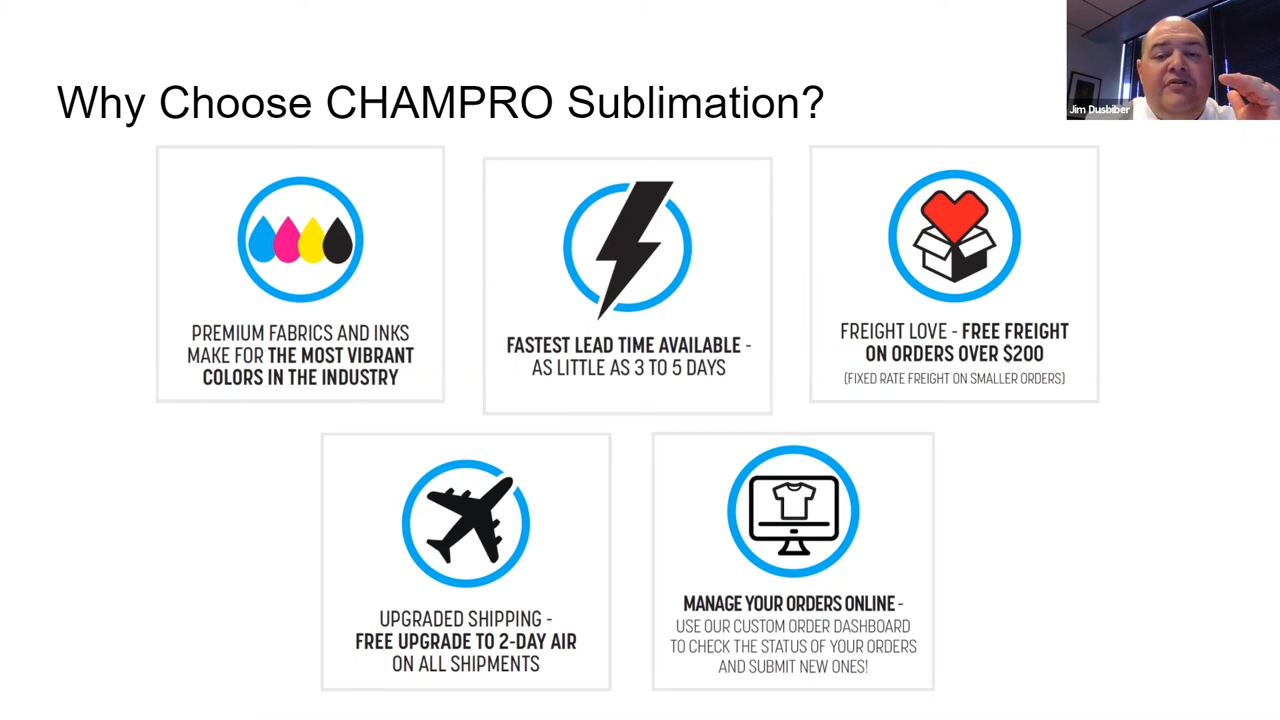 Jim Dusbiber
Why Choose CHAMPRO Sublimation?
PREMIUM FABRICS AND INKS
MAKE FOR THE MOST VIBRANT
COLORS IN THE INDUSTRY
FASTEST LEAD TIME AVAILABLE -
AS LITTLE AS 3 TO 5 DAYS
FREIGHT LOVE - FREE FREIGHT
ON ORDERS OVER $200
(FIXED RATE FREIGHT ON SMALLER ORDERS)
UPGRADED SHIPPING -
FREE UPGRADE TO 2-DAY AIR
ON ALL SHIPMENTS
MANAGE YOUR ORDERS ONLINE -
USE OUR CUSTOM ORDER DASHBOARD
TO CHECK THE STATUS OF YOUR ORDERS
AND SUBMIT NEW ONES!